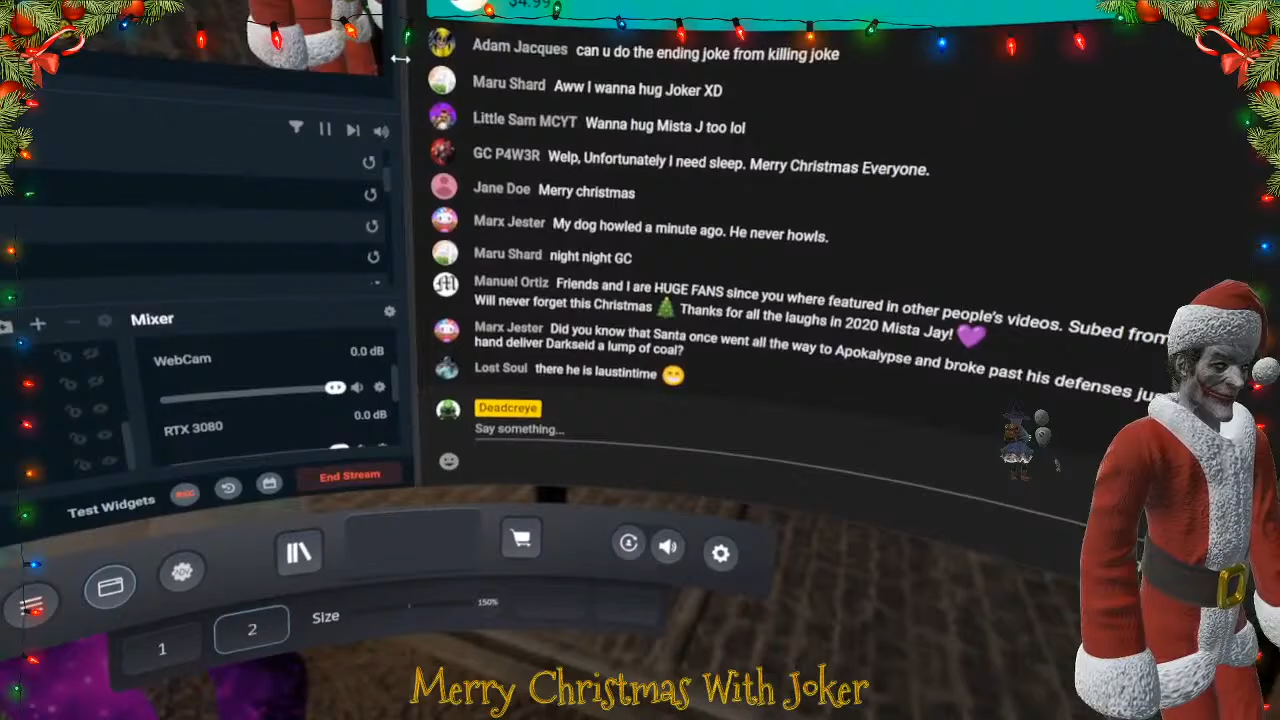 $4.99
Adam Jacques can u do the ending joke from killing joke
Maru Shard Aww I wanna hug Joker XD
Little Sam MCYT Wanna hug Mista J too lol
GC P4W3R Welp, Unfortunately I need sleep. Merry Christmas Everyone.
Jane Doe Merry christmas
Marx Jester My dog howled a minute ago. He never howls.
Maru Shard night night GC
Manuel Ortiz Friends and I are HUGE FANS since you where featured in other people's videos. Subed from
Will never forget this Christmas 🎄 Thanks for all the laughs in 2020 Mista Jay! 💜
Marx Jester Did you know that Santa once went all the way to Apokalypse and broke past his defenses jus
hand deliver Darkseid a lump of coal?
Lost Soul there he is laustintime 😁
Deadcreye
Say something...
Mixer
WebCam 0.0 dB
RTX 3080 0.0 dB
Test Widgets REC End Stream
1 2 Size 150%
Merry Christmas With Joker